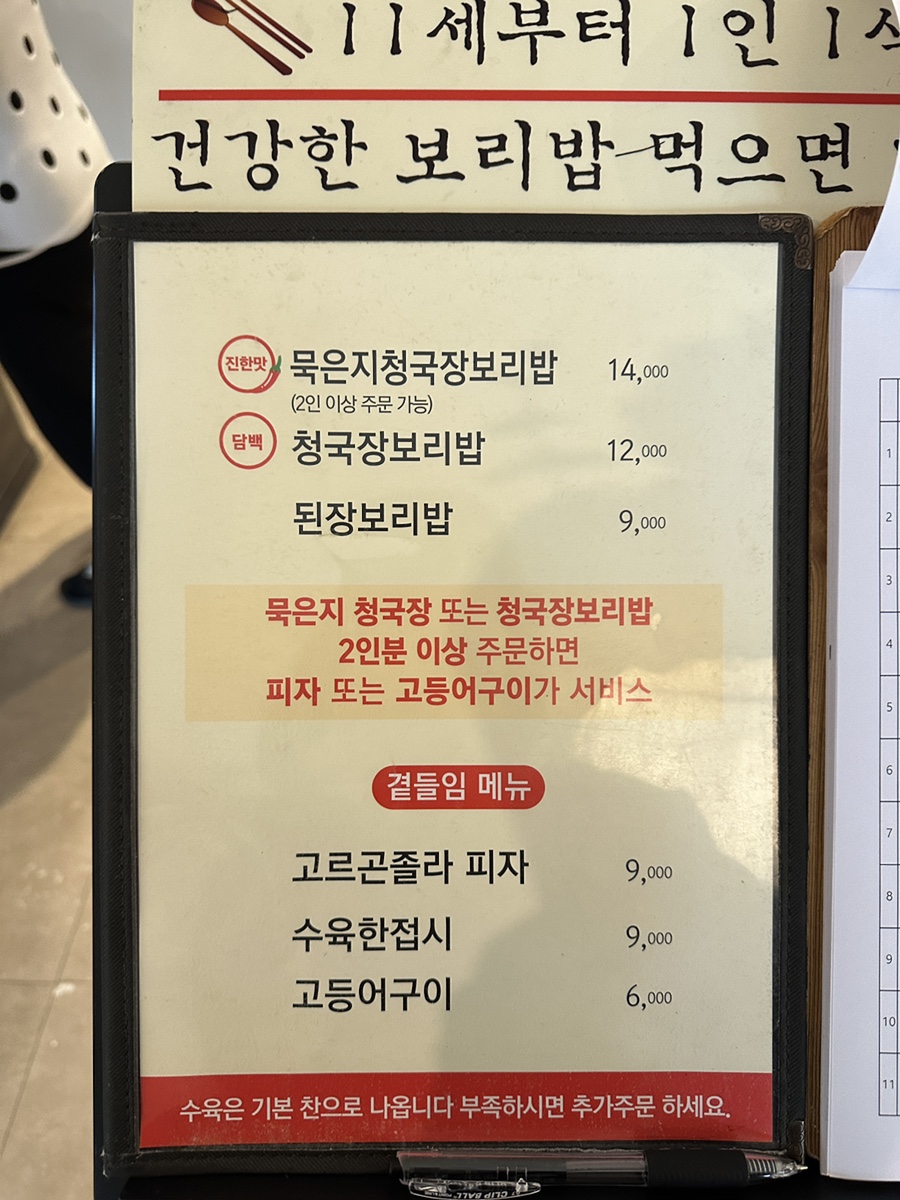 11세부터 1인 1식
건강한 보리밥 먹으면
진한맛 묵은지청국장보리밥 14,000
(2인 이상 주문 가능)
담백 청국장보리밥 12,000
된장보리밥 9,000
묵은지 청국장 또는 청국장보리밥
2인분 이상 주문하면
피자 또는 고등어구이가 서비스
곁들임 메뉴
고르곤졸라 피자 9,000
수육한접시 9,000
고등어구이 6,000
수육은 기본 찬으로 나옵니다 부족하시면 추가주문 하세요.
1
2
3
4
5
6
7
8
9
10
11
CLIP BALL